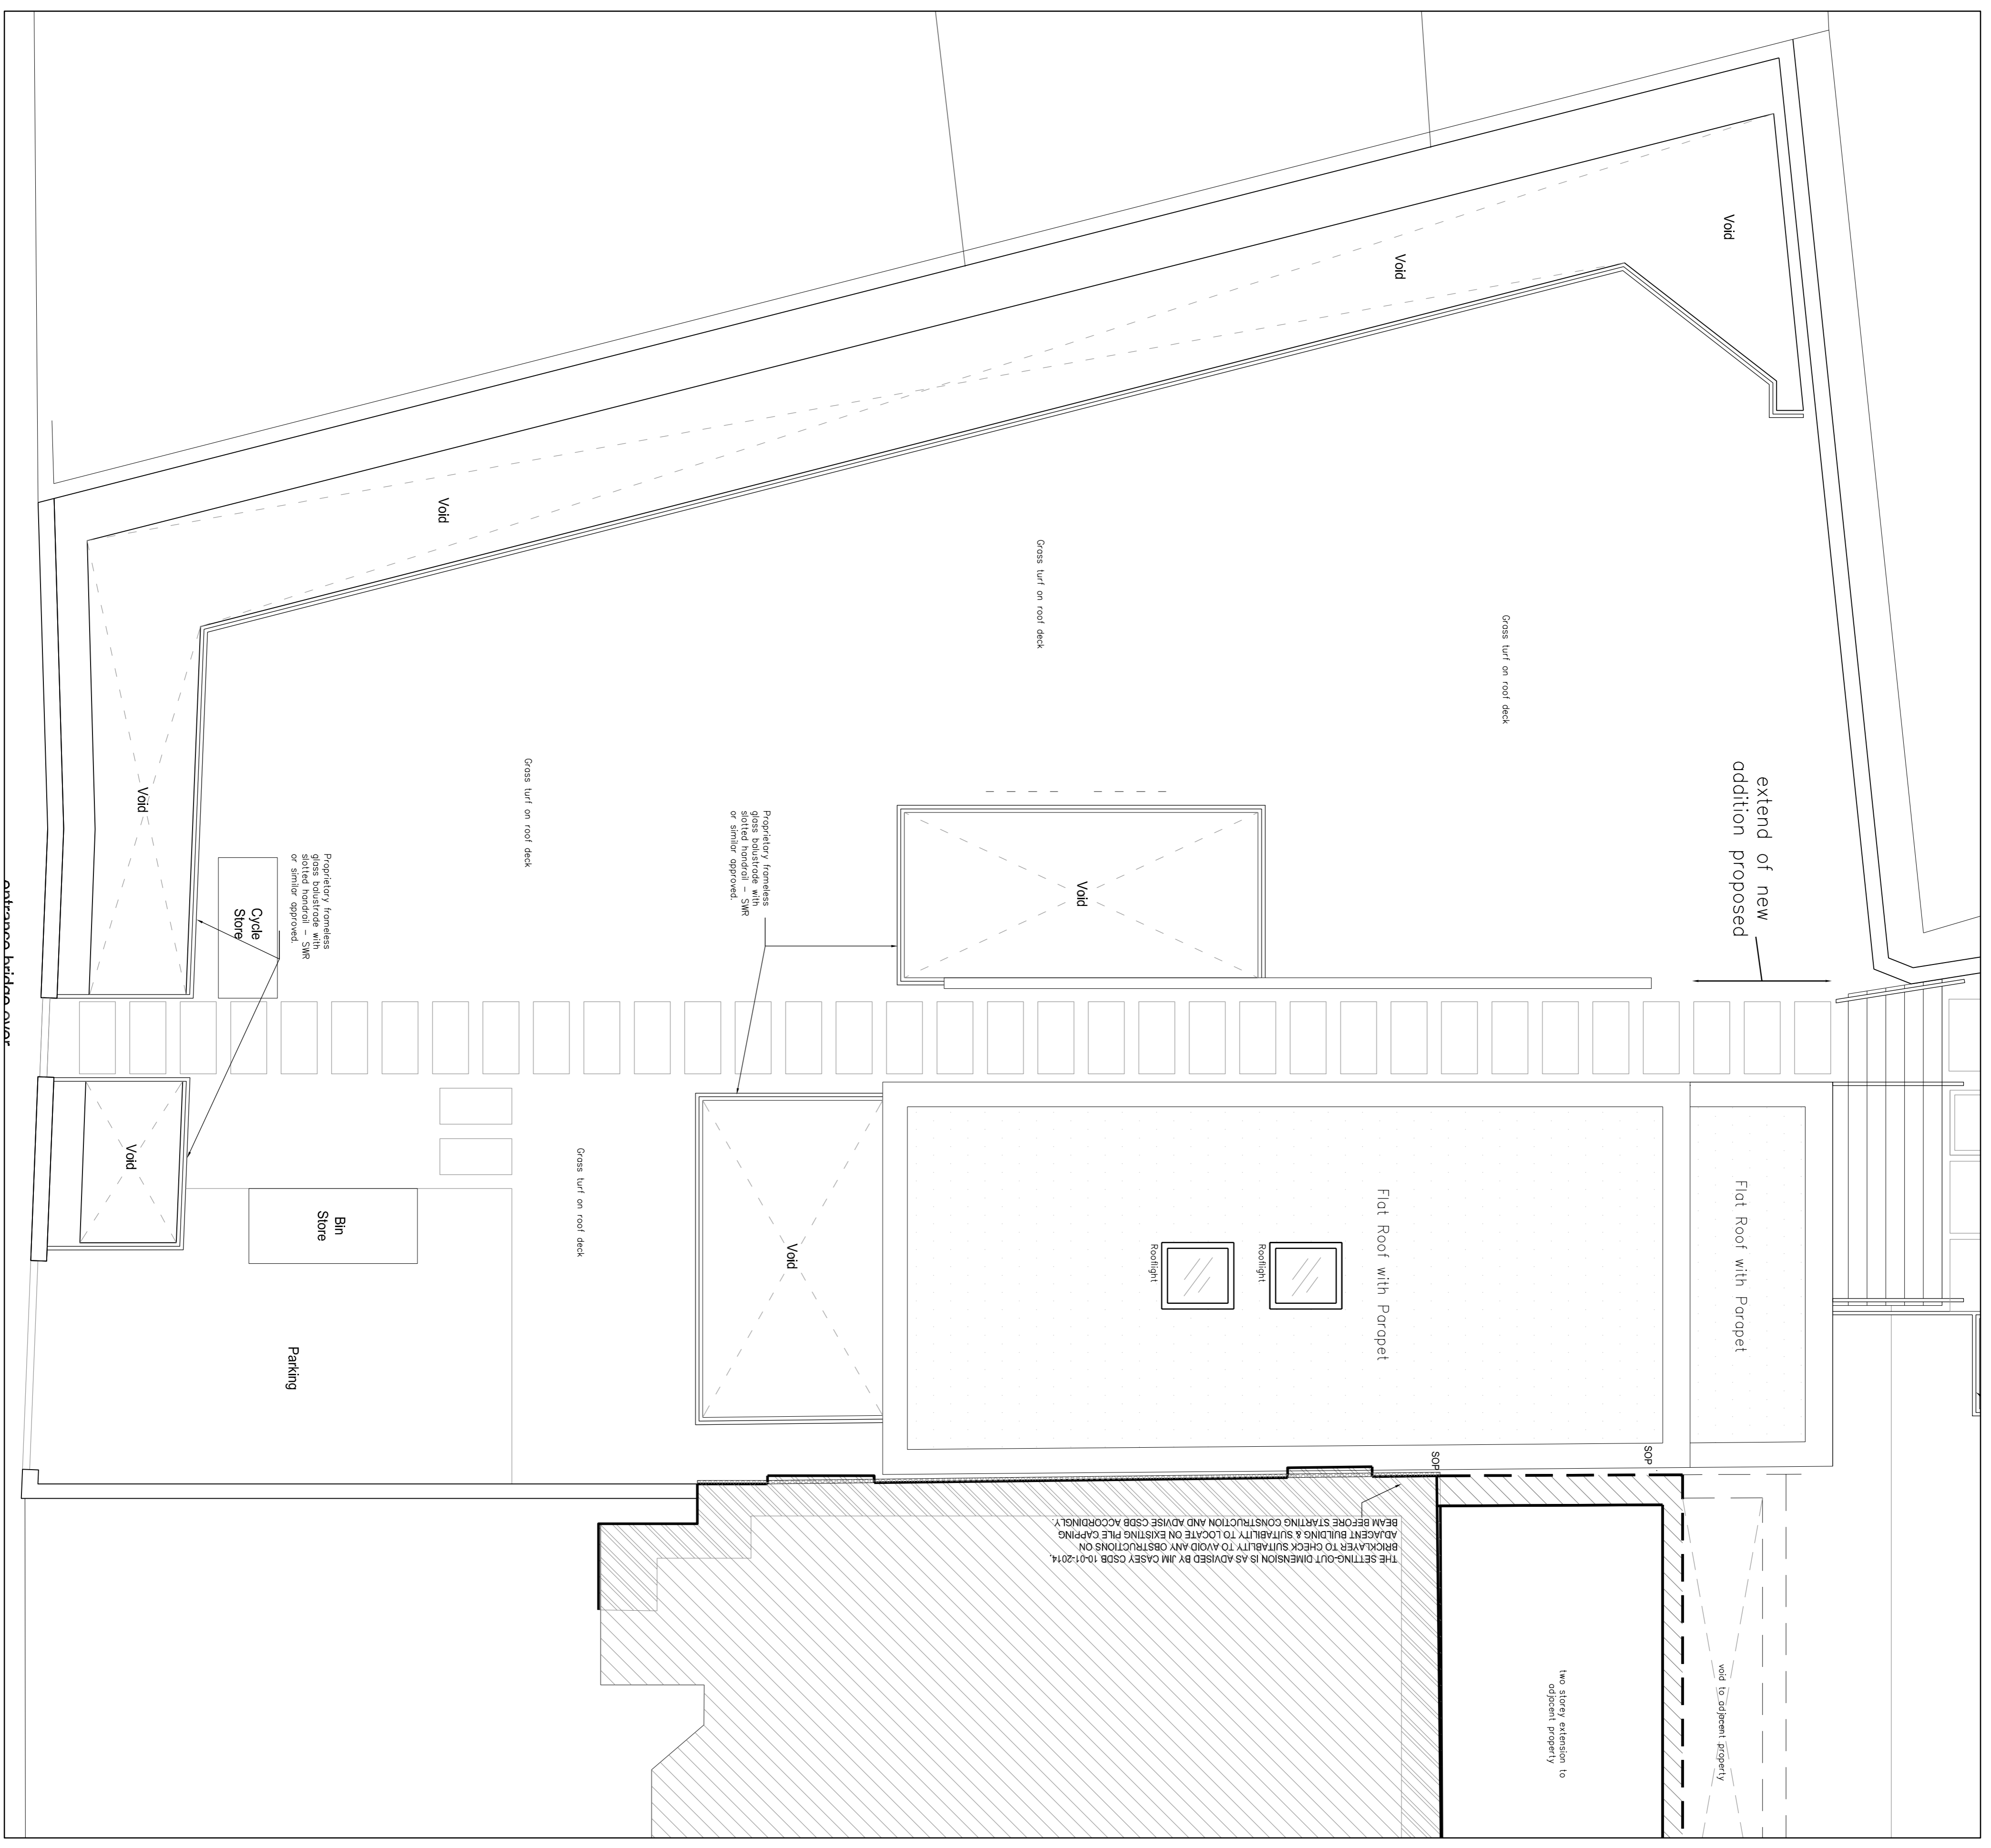 Void
Void
Void
Void
Grass turf on roof deck
Grass turf on roof deck
Grass turf on roof deck
Grass turf on roof deck
extend of new
addition proposed
Proprietary frameless
glass balustrade with
slotted handrail - SWR
or similar approved.
Proprietary frameless
glass balustrade with
slotted handrail - SWR
or similar approved.
Void
Cycle
Store
entrance bridge over
Void
Bin
Store
Void
Parking
Flat Roof with Parapet
Flat Roof with Parapet
Rooflight
Rooflight
SOP
SOP
THE SETTING-OUT DIMENSION IS AS ADVISED BY JIM CASEY CSDB 10-01-2014,
BRICKLAYER TO CHECK SUITABILITY TO AVOID ANY OBSTRUCTIONS ON
ADJACENT BUILDING & SUITABILITY TO LOCATE ON EXISTING PILE CAPPING
BEAM BEFORE STARTING CONSTRUCTION AND ADVISE CSDB ACCORDINGLY.
two storey extension to
adjacent property
void to adjacent property